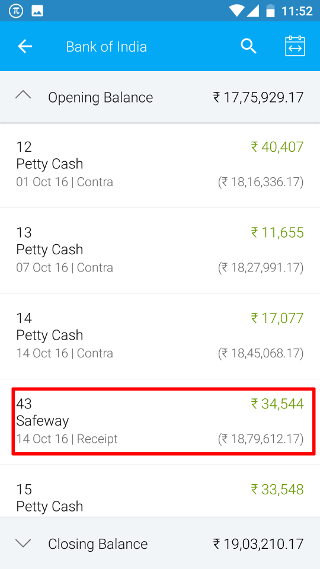 11:52
Bank of India
Opening Balance ₹ 17,75,929.17
12 ₹ 40,407
Petty Cash
01 Oct 16 | Contra (₹ 18,16,336.17)
13 ₹ 11,655
Petty Cash
07 Oct 16 | Contra (₹ 18,27,991.17)
14 ₹ 17,077
Petty Cash
14 Oct 16 | Contra (₹ 18,45,068.17)
43 ₹ 34,544
Safeway
14 Oct 16 | Receipt (₹ 18,79,612.17)
15 ₹ 33,548
Petty Cash
Closing Balance ₹ 19,03,210.17